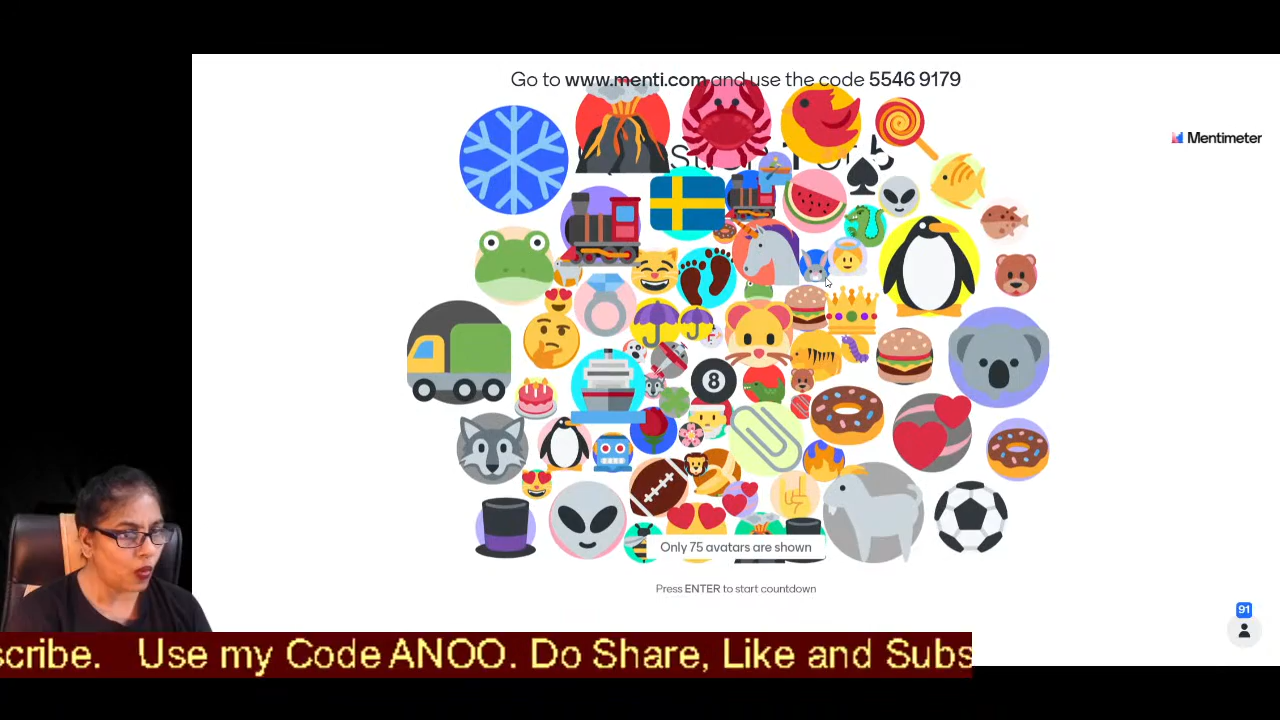 Go to www.menti.com and use the code 5546 9179
Mentimeter
8
Only 75 avatars are shown
Press ENTER to start countdown
91
scribe. Use my Code ANOO. Do Share, Like and Subs